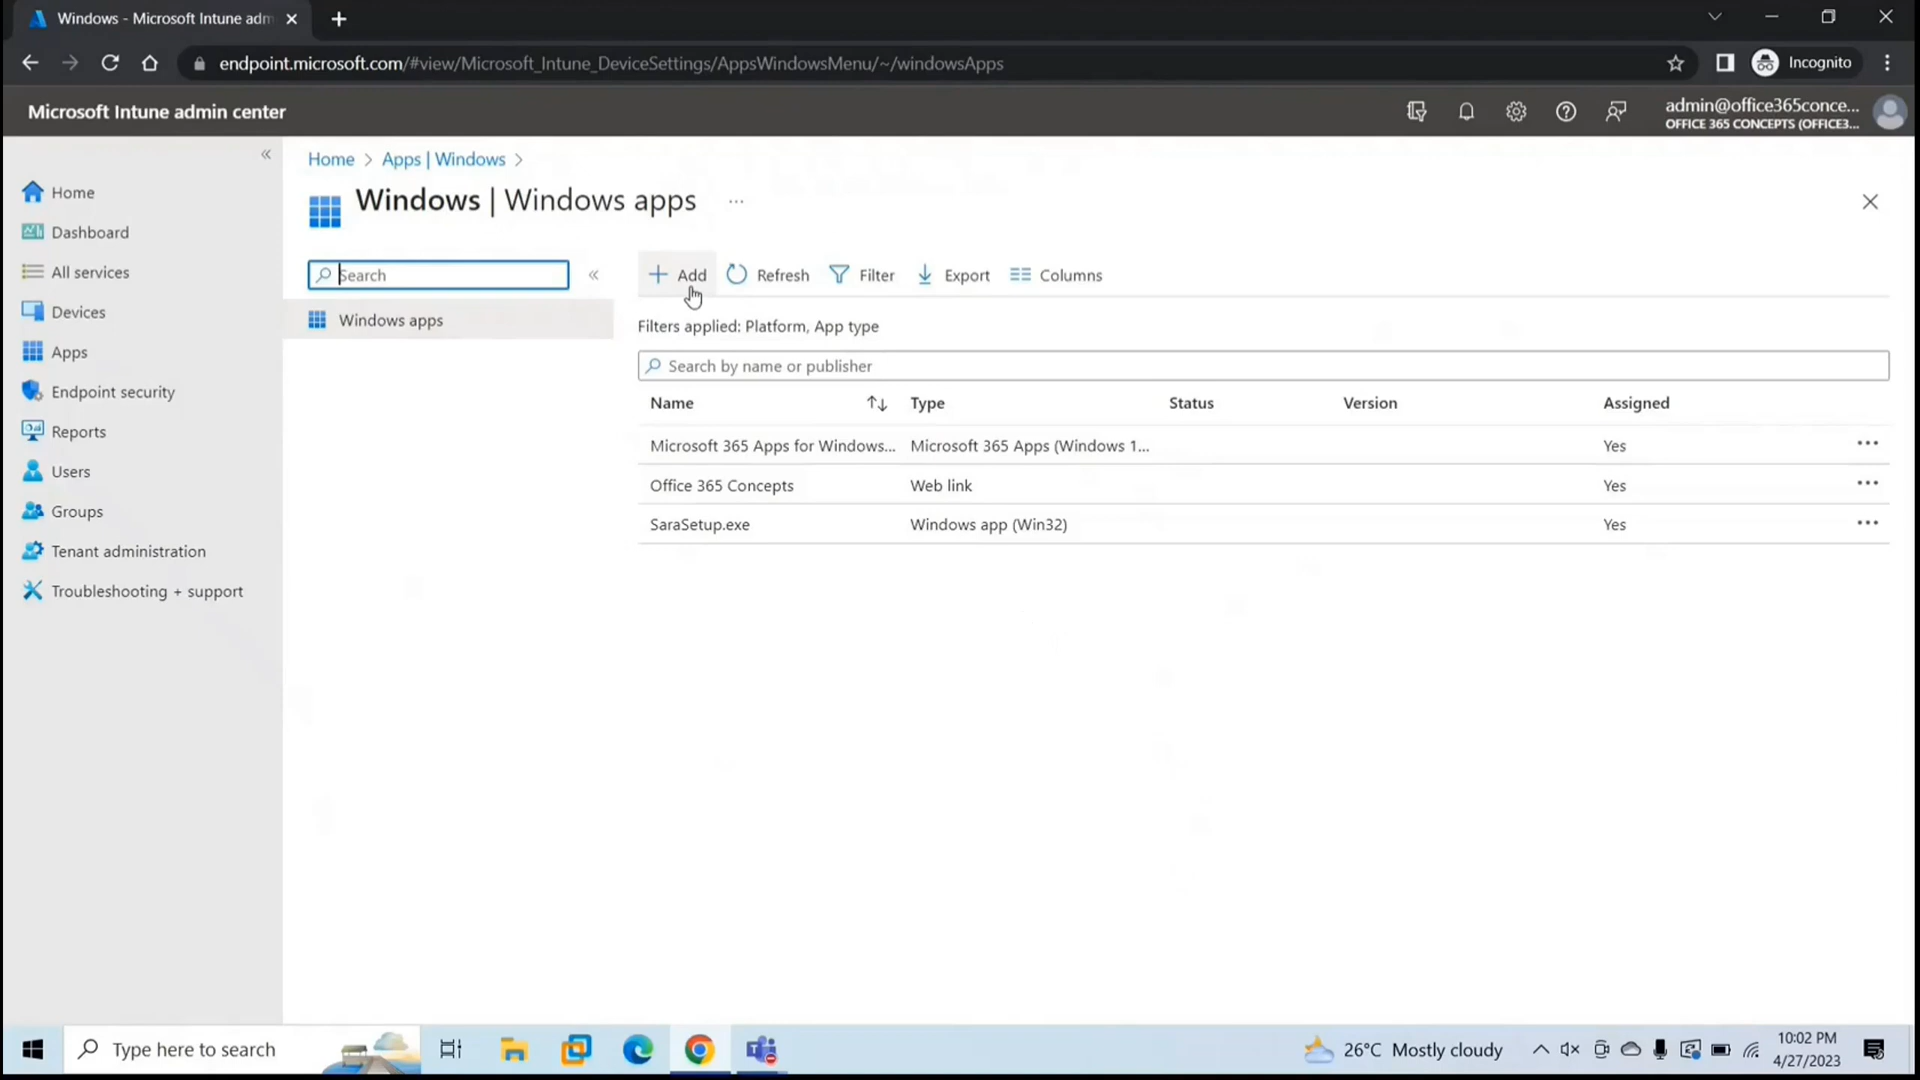 Windows - Microsoft Intune adm
endpoint.microsoft.com/#view/Microsoft_Intune_DeviceSettings/AppsWindowsMenu/~/windowsApps
Incognito
Microsoft Intune admin center
admin@office365conce...
OFFICE 365 CONCEPTS (OFFICE3...
Home
Dashboard
All services
Devices
Apps
Endpoint security
Reports
Users
Groups
Tenant administration
Troubleshooting + support
Home > Apps | Windows >
Windows | Windows apps ...
Search
Windows apps
Add Refresh Filter Export Columns
Filters applied: Platform, App type
Search by name or publisher
Name Type Status Version Assigned
Microsoft 365 Apps for Windows... Microsoft 365 Apps (Windows 1... Yes
Office 365 Concepts Web link Yes
SaraSetup.exe Windows app (Win32) Yes
Type here to search
26°C Mostly cloudy
10:02 PM
4/27/2023